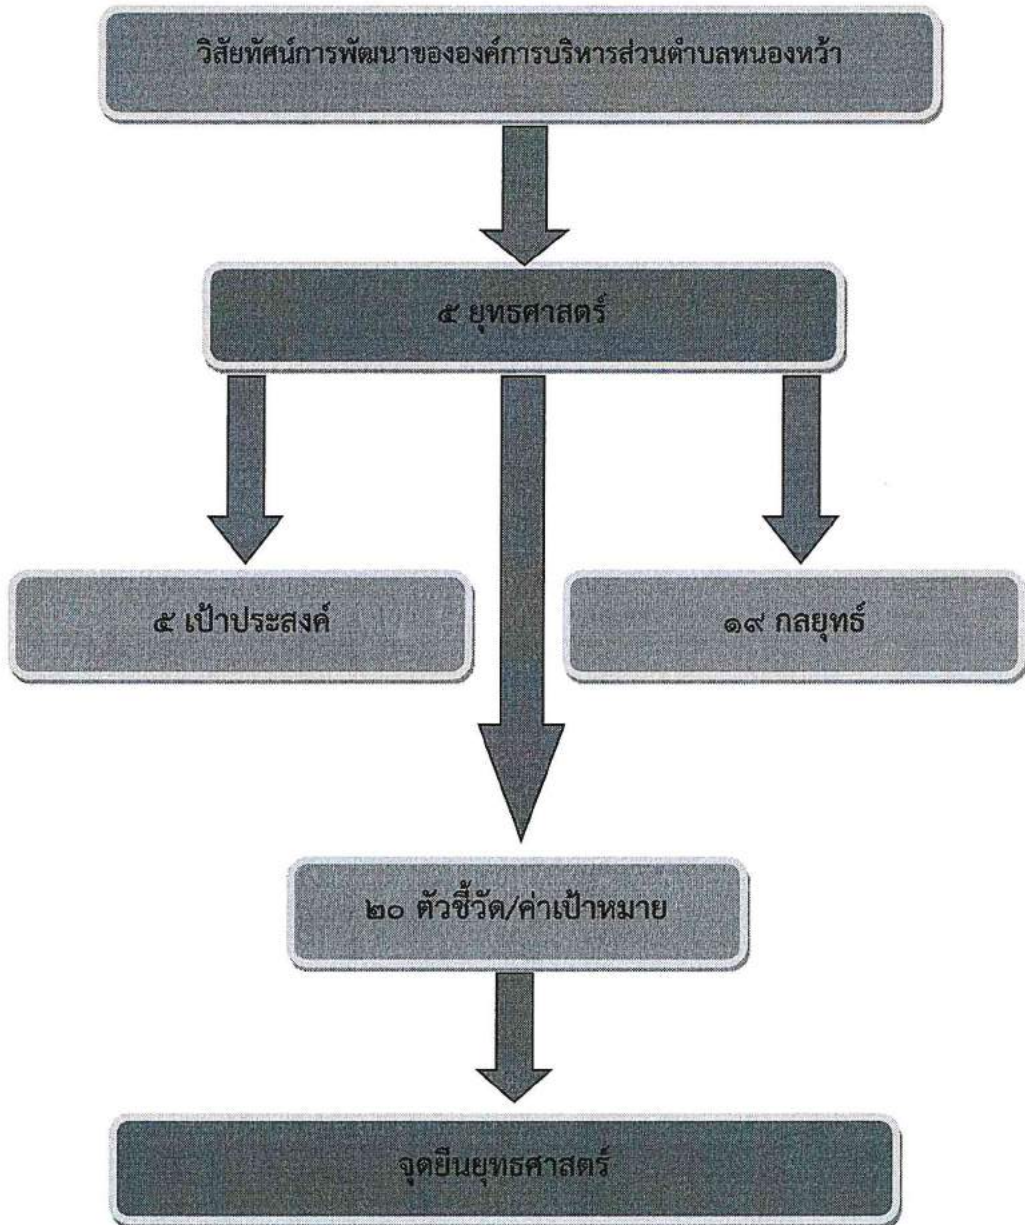 วิสัยทัศน์การพัฒนาขององค์การบริหารส่วนตำบลหนองหว้า
๕ ยุทธศาสตร์
๕ เป้าประสงค์
๑๙ กลยุทธ์
๒๐ ตัวชี้วัด/ค่าเป้าหมาย
จุดยืนยุทธศาสตร์